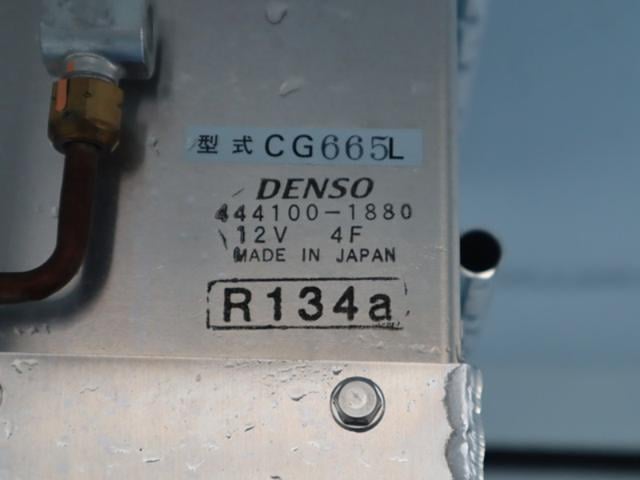 型式 CG665L
DENSO
444100-1880
12V 4F
MADE IN JAPAN
R134a